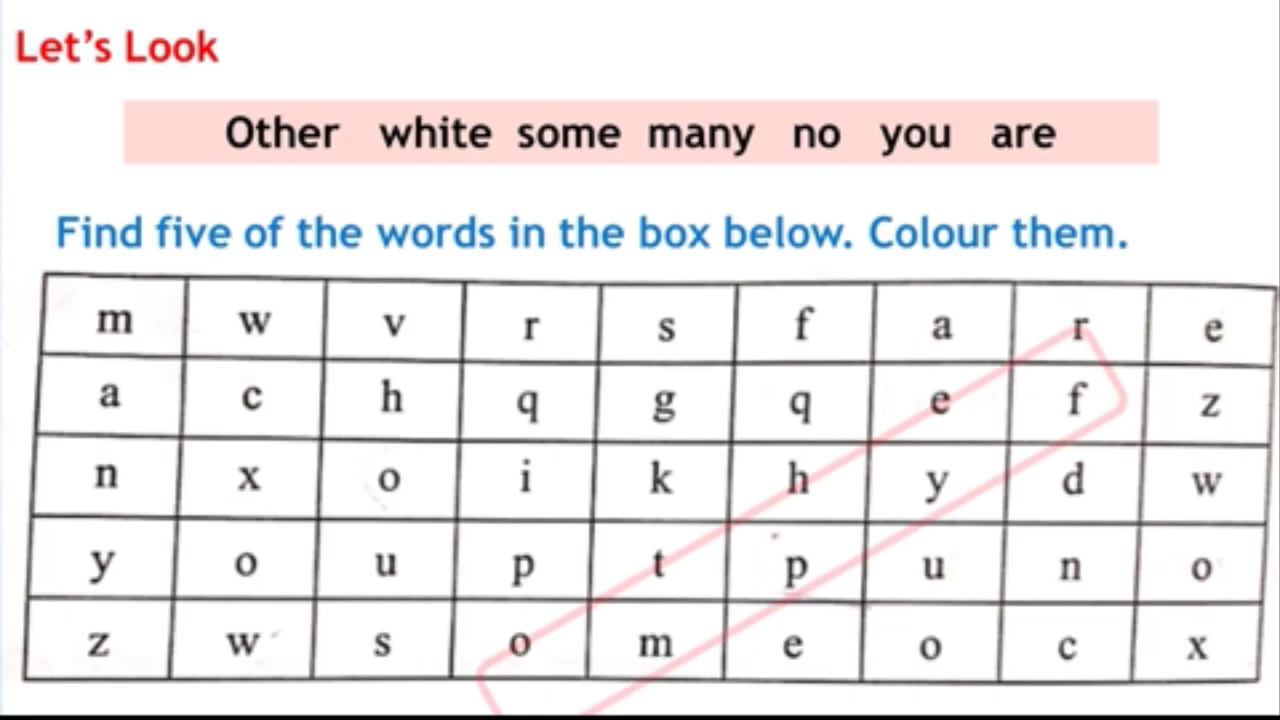 Let's Look
Other white some many no you are
Find five of the words in the box below. Colour them.
m w v r s f a r e
a c h q g q e f z
n x o i k h y d w
y o u p t p u n o
z w s o m e o c x